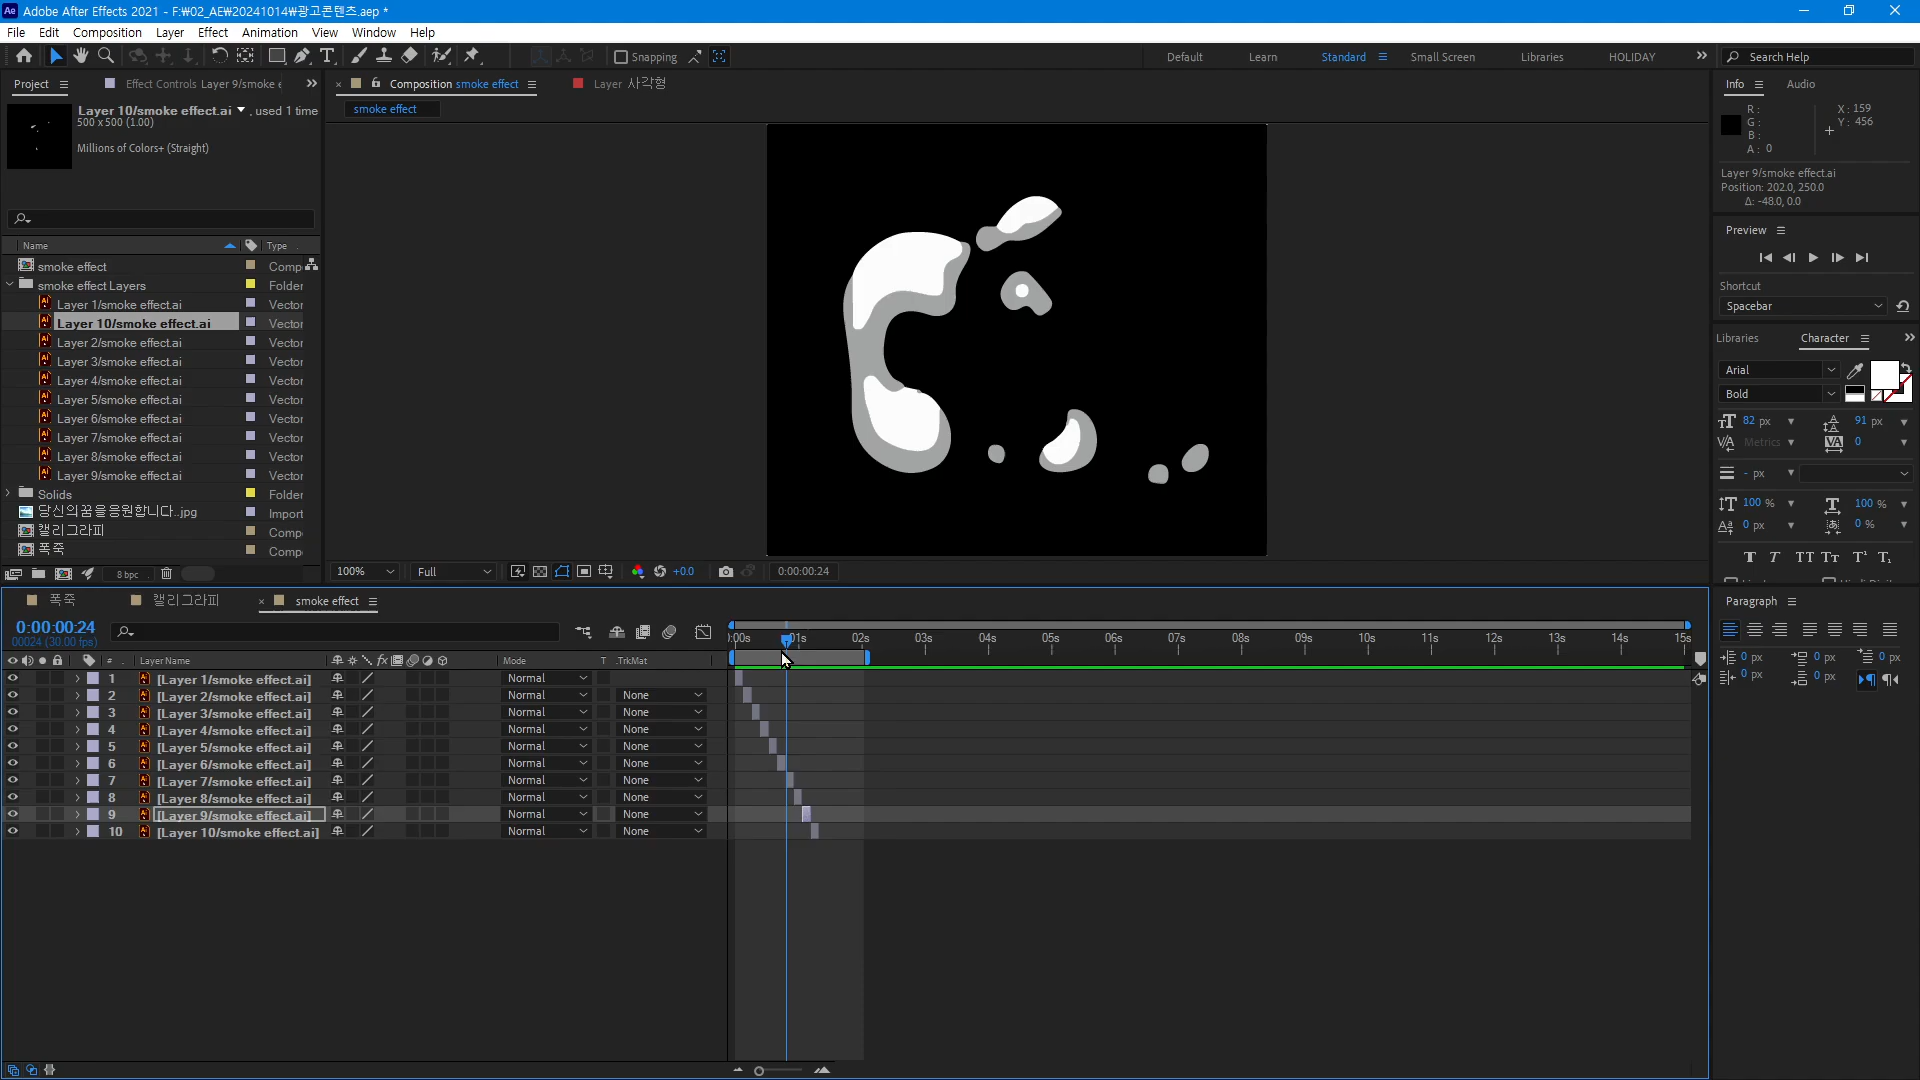 Adobe After Effects 2021 - F:₩02_AE₩20241014₩광고콘텐츠.aep *
File Edit Composition Layer Effect Animation View Window Help
Snapping Default Learn Standard Small Screen Libraries HOLIDAY Search Help
Project Effect Controls Layer 9/smoke e
Composition smoke effect Layer 사각형
Info Audio
smoke effect
Layer 10/smoke effect.ai , used 1 time
500 x 500 (1.00)
Millions of Colors+ (Straight)
R :
G :
B :
A : 0
X : 159
Y : 456
Layer 9/smoke effect.ai
Position: 202.0, 250.0
Δ: -48.0, 0.0
Name Type
smoke effect Comp
smoke effect Layers Folder
Layer 1/smoke effect.ai Vector
Layer 10/smoke effect.ai Vector
Layer 2/smoke effect.ai Vector
Layer 3/smoke effect.ai Vector
Layer 4/smoke effect.ai Vector
Layer 5/smoke effect.ai Vector
Layer 6/smoke effect.ai Vector
Layer 7/smoke effect.ai Vector
Layer 8/smoke effect.ai Vector
Layer 9/smoke effect.ai Vector
Solids Folder
당신의꿈을응원합니다..jpg Import
캘리그라피 Comp
폭죽 Comp
8 bpc
Preview
Shortcut
Spacebar
Libraries Character
Arial
Bold
82 px 91 px
Metrics 0
- px
100 % 100 %
0 px 0 %
T T TT Tr T¹ T₁
100% Full +0.0 0:00:00:24
폭죽 캘리그라피 smoke effect
0:00:00:24
00024 (30.00 fps)
:00s 01s 02s 03s 04s 05s 06s 07s 08s 09s 10s 11s 12s 13s 14s 15s
# Layer Name Mode T .TrkMat
1 [Layer 1/smoke effect.ai] Normal
2 [Layer 2/smoke effect.ai] Normal None
3 [Layer 3/smoke effect.ai] Normal None
4 [Layer 4/smoke effect.ai] Normal None
5 [Layer 5/smoke effect.ai] Normal None
6 [Layer 6/smoke effect.ai] Normal None
7 [Layer 7/smoke effect.ai] Normal None
8 [Layer 8/smoke effect.ai] Normal None
9 [Layer 9/smoke effect.ai] Normal None
10 [Layer 10/smoke effect.ai] Normal None
Paragraph
0 px 0 px 0 px
0 px 0 px